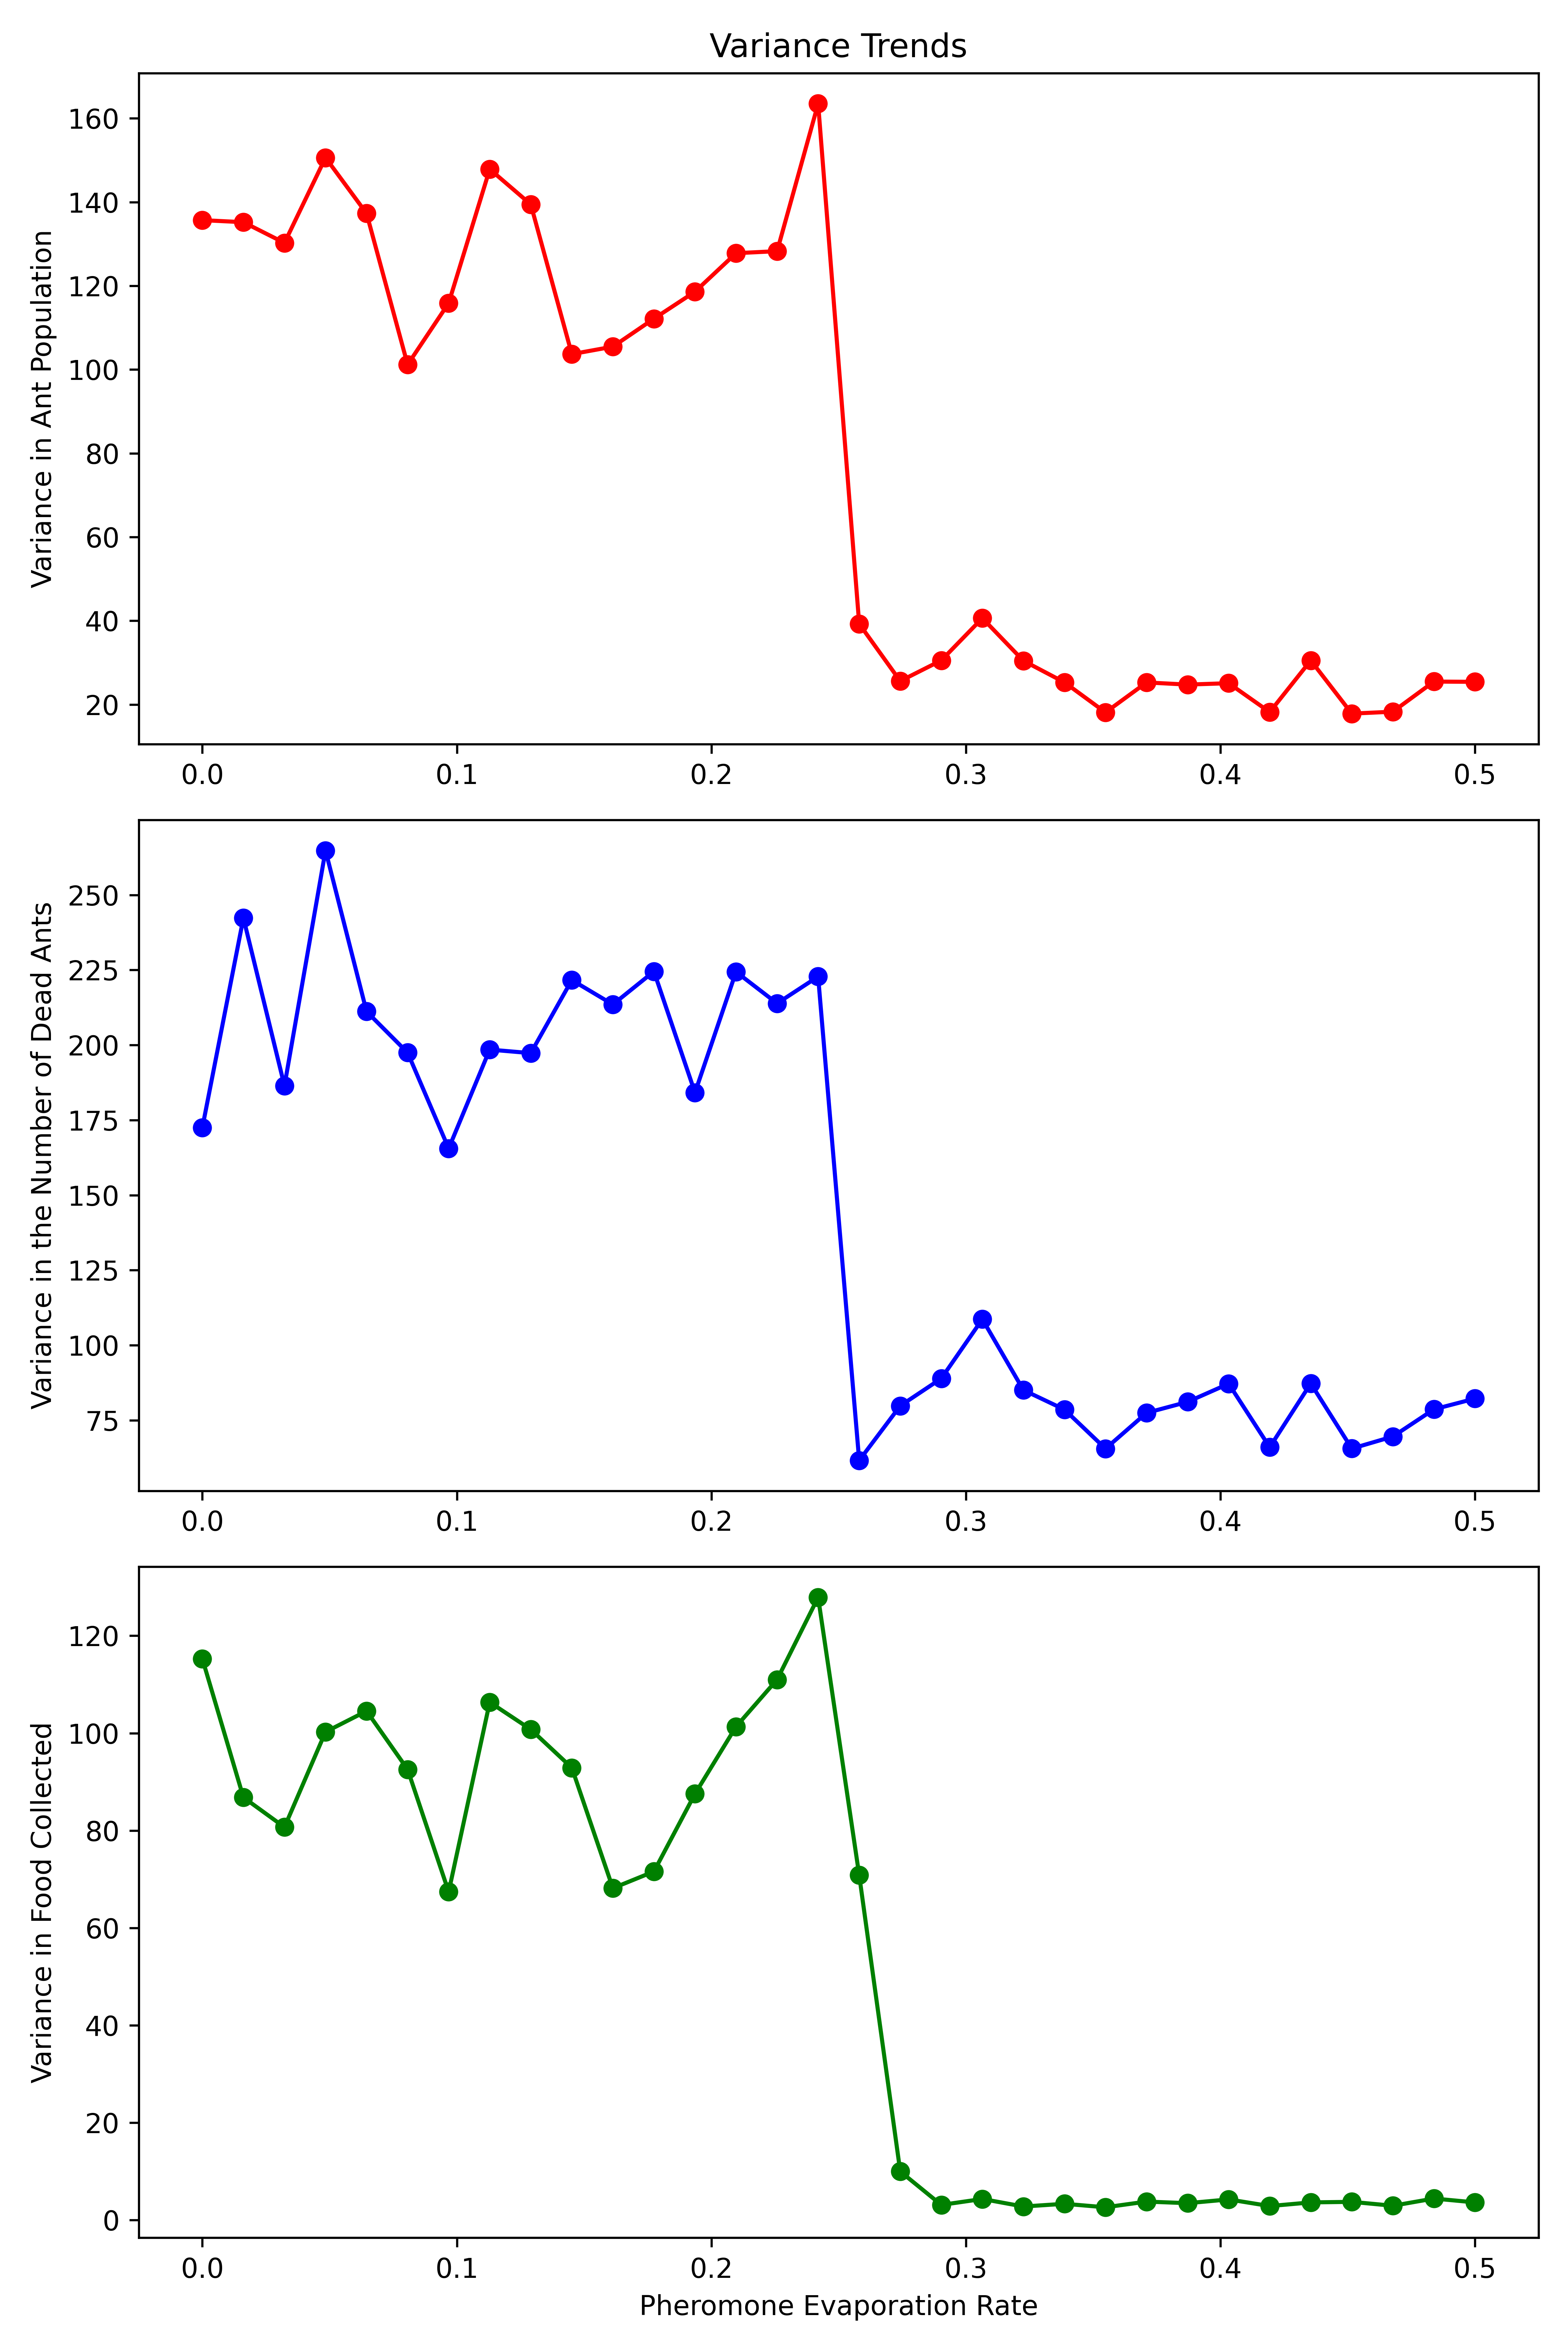 Variance Trends
Variance in Ant Population
160
140
120
100
80
60
40
20
0.0 0.1 0.2 0.3 0.4 0.5
Variance in the Number of Dead Ants
250
225
200
175
150
125
100
75
0.0 0.1 0.2 0.3 0.4 0.5
Variance in Food Collected
120
100
80
60
40
20
0
0.0 0.1 0.2 0.3 0.4 0.5
Pheromone Evaporation Rate